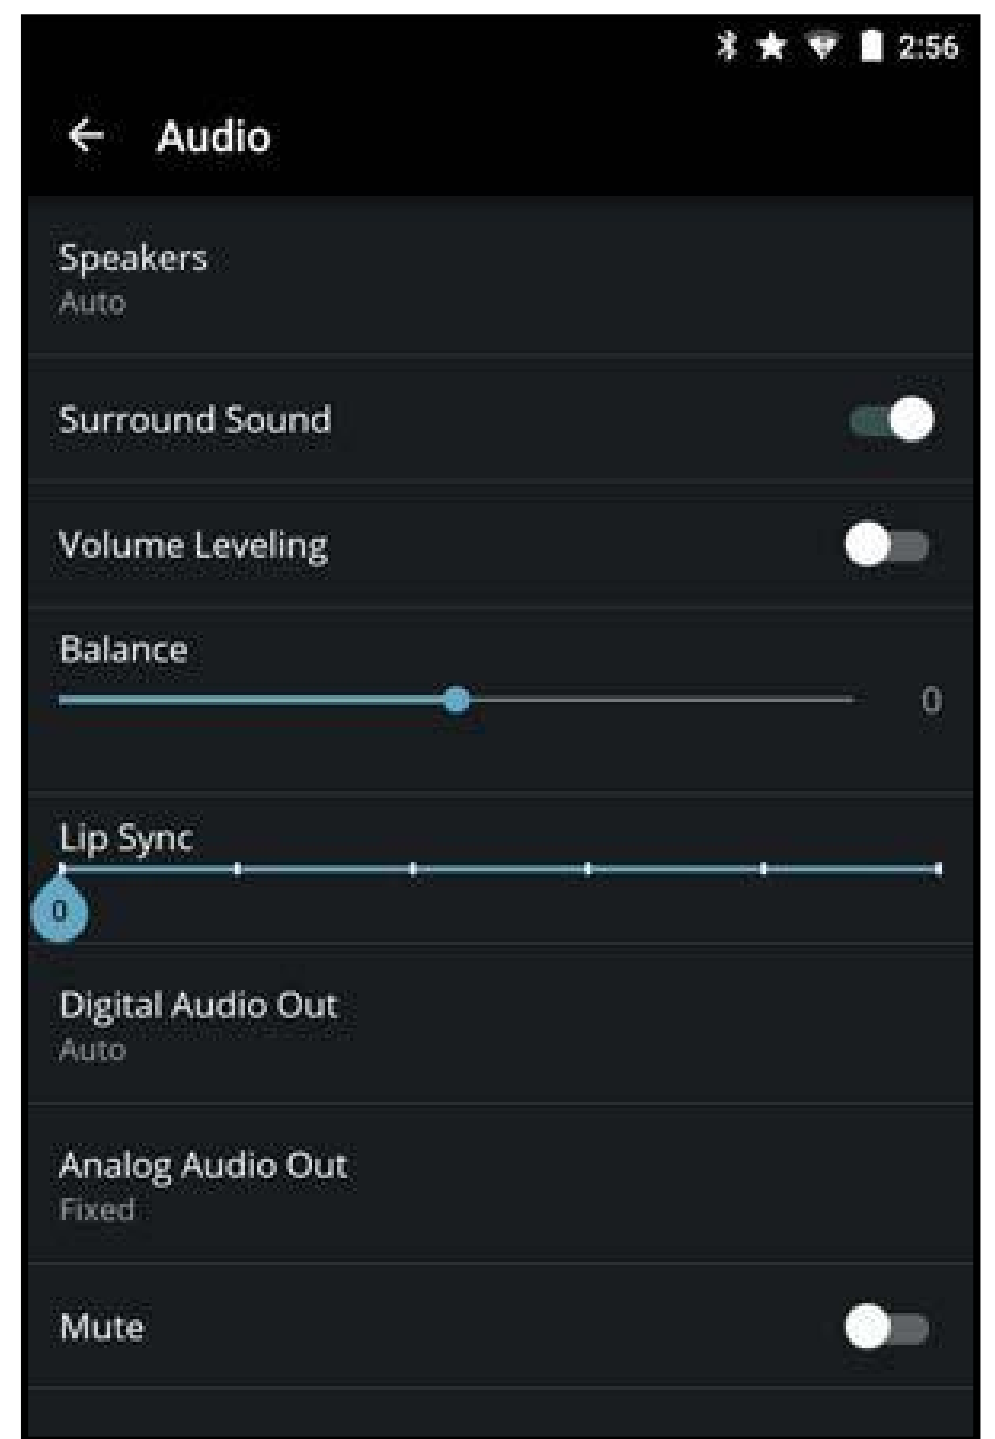 2:56
Audio
Speakers
Auto
Surround Sound
Volume Leveling
Balance
0
Lip Sync
0
Digital Audio Out
Auto
Analog Audio Out
Fixed
Mute